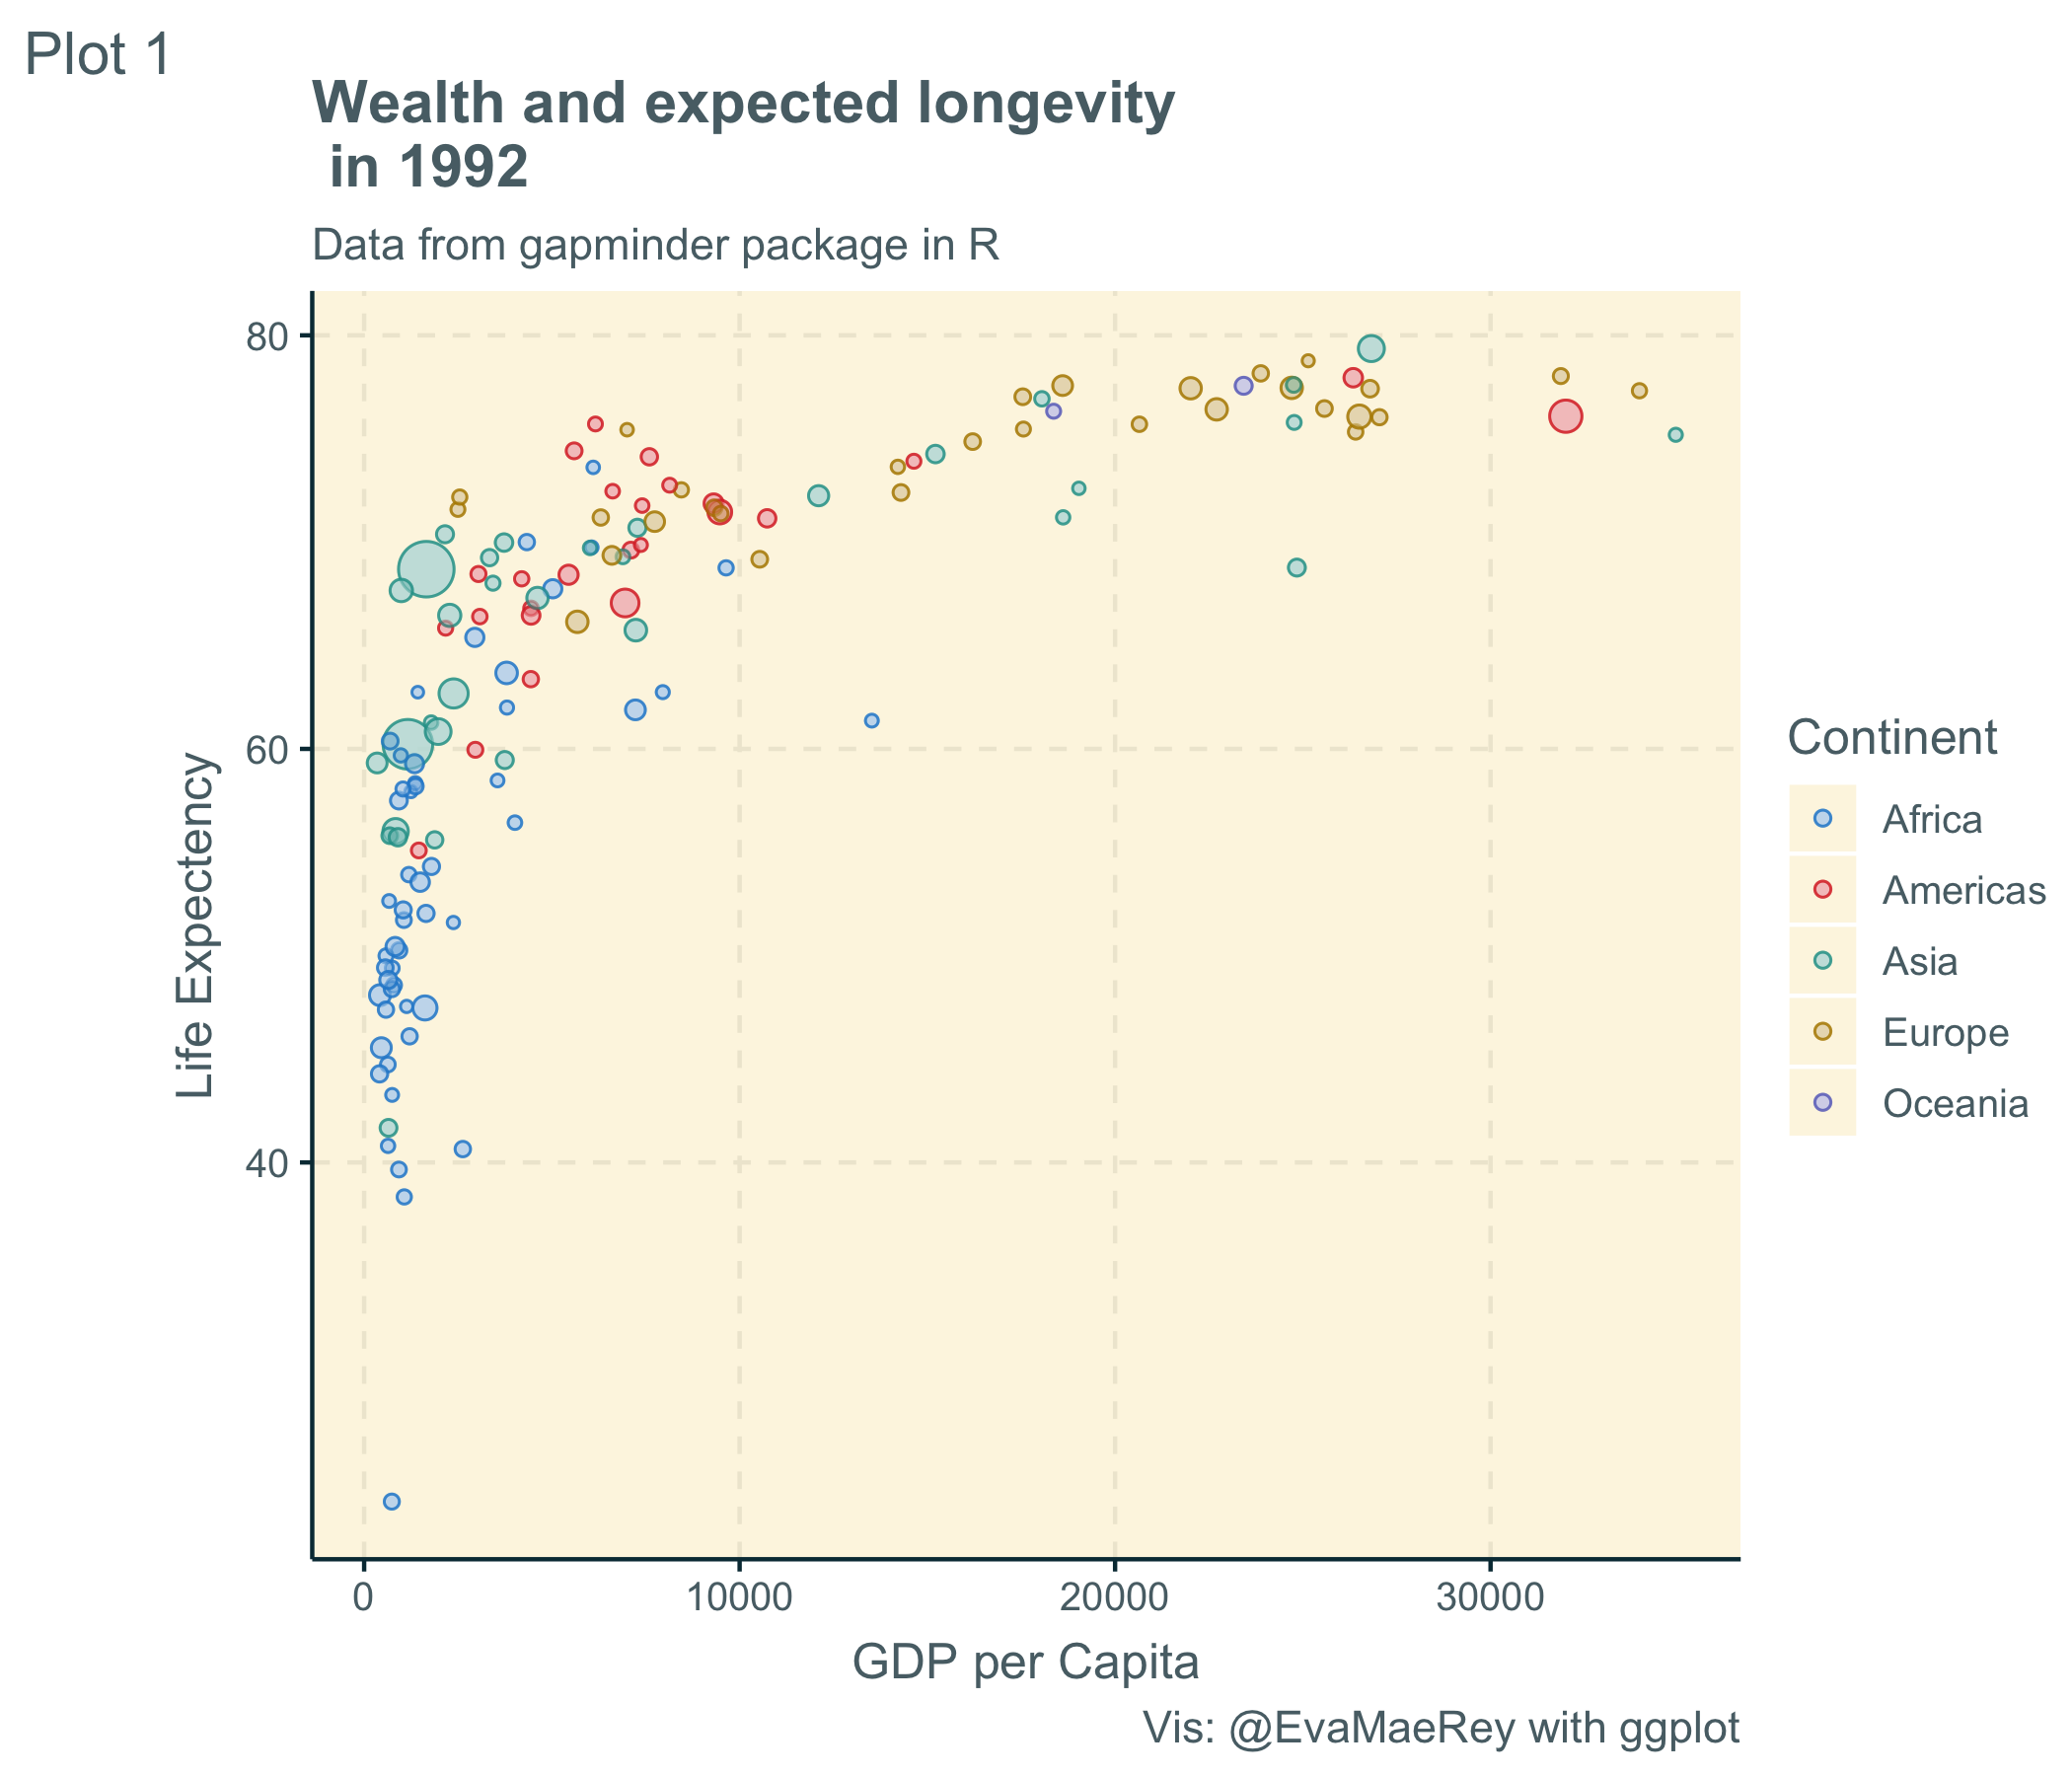 Plot 1
Wealth and expected longevity
in 1992
Data from gapminder package in R
80
60
40
Life Expectency
0
10000
20000
30000
GDP per Capita
Continent
Africa
Americas
Asia
Europe
Oceania
Vis: @EvaMaeRey with ggplot